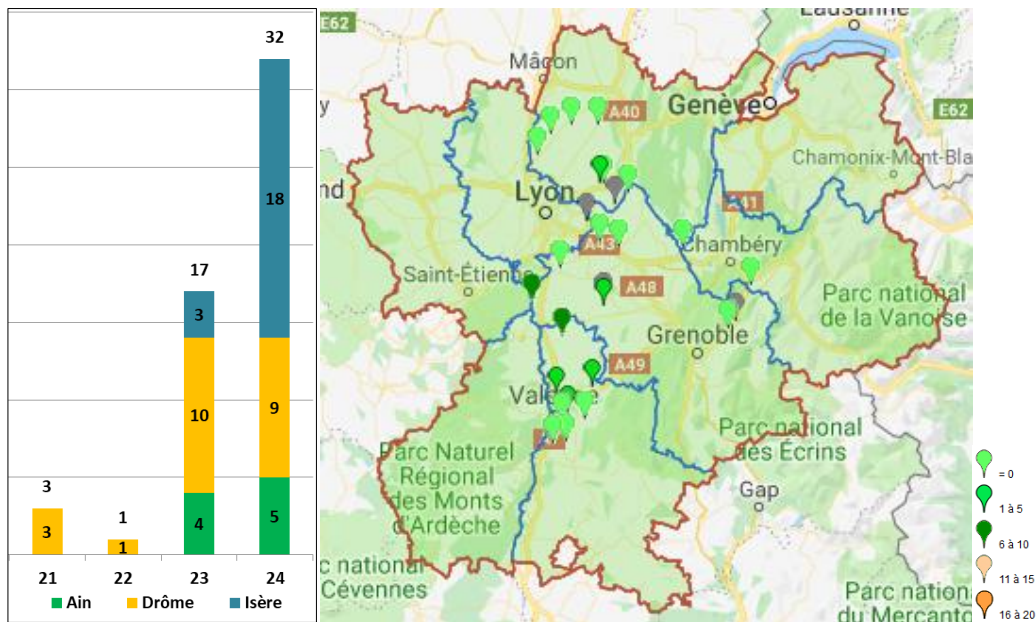 32
18
17
3
10
9
3
3
1
1
4
5
21
22
23
24
Ain
Drôme
Isère
E62
Lausanne
Mâcon
Genève
A40
E62
Chamonix-Mont-Bla
nd
Lyon
A41
A43
Chambéry
Saint-Étienne
A48
Parc national
de la Vanoise
Grenoble
A49
Parc national
des Écrins
Parc Naturel
Régional
des Monts
d'Ardèche
Gap
c national
Cévennes
Parc nation
du Mercanto
= 0
1 à 5
6 à 10
11 à 15
16 à 20